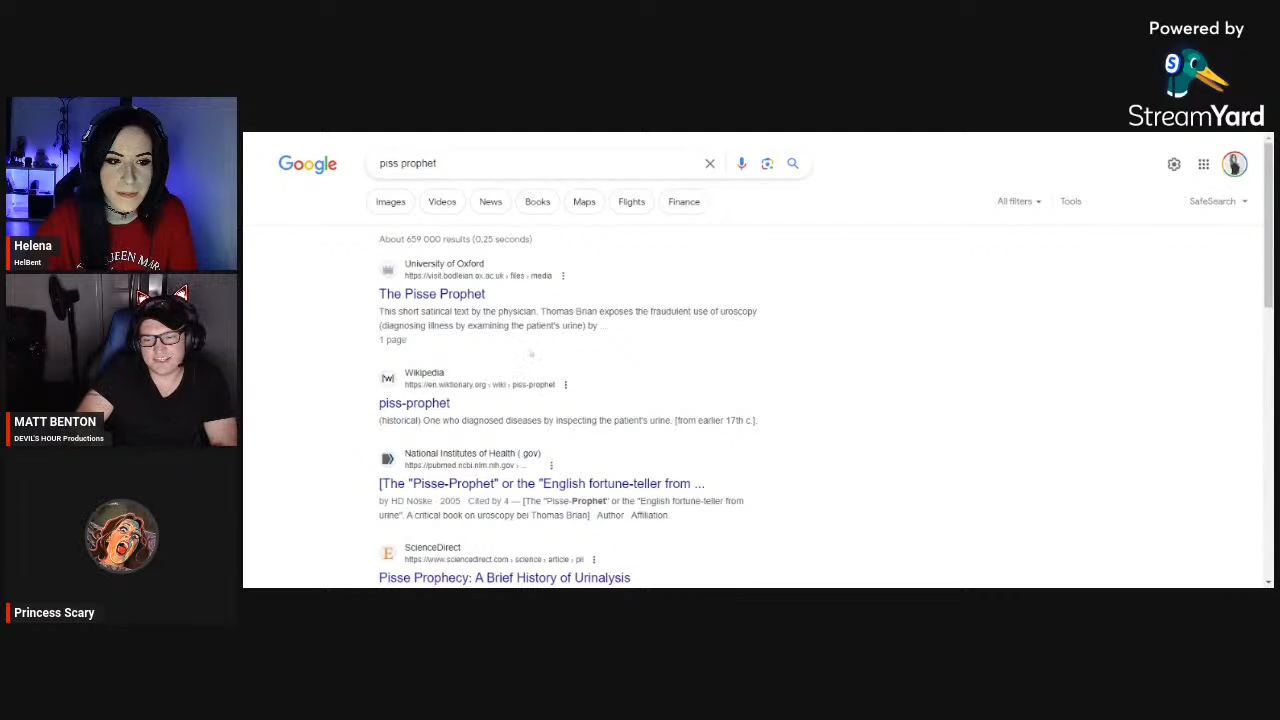 Powered by
StreamYard
Helena
HelBent
MATT BENTON
DEVIL'S HOUR Productions
Princess Scary
Google
piss prophet
Images
Videos
News
Books
Maps
Flights
Finance
All filters
Tools
SafeSearch
About 659 000 results (0,25 seconds)
University of Oxford
https://visit.bodleian.ox.ac.uk › files › media
The Pisse Prophet
This short satirical text by the physician. Thomas Brian exposes the fraudulent use of uroscopy
(diagnosing illness by examining the patient's urine) by ...
1 page
Wikipedia
https://en.wiktionary.org › wiki › piss-prophet
piss-prophet
(historical) One who diagnosed diseases by inspecting the patient's urine. [from earlier 17th c.].
National Institutes of Health (.gov)
https://pubmed.ncbi.nlm.nih.gov › ...
[The "Pisse-Prophet" or the "English fortune-teller from ...
by HD Nöske · 2005 · Cited by 4 — [The "Pisse-Prophet" or the "English fortune-teller from
urine". A critical book on uroscopy bei Thomas Brian] · Author · Affiliation.
ScienceDirect
https://www.sciencedirect.com › science › article › pii
Pisse Prophecy: A Brief History of Urinalysis